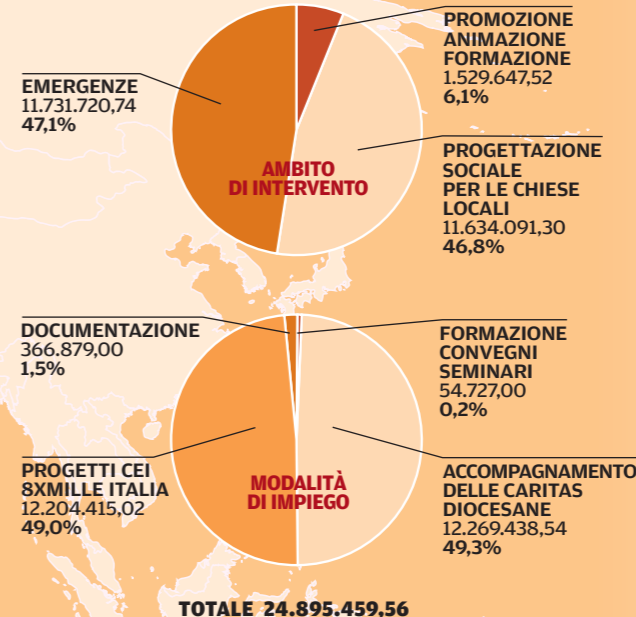 PROMOZIONE
ANIMAZIONE
FORMAZIONE
1.529.647,52
6,1%
EMERGENZE
11.731.720,74
47,1%
AMBITO
DI INTERVENTO
PROGETTAZIONE
SOCIALE
PER LE CHIESE
LOCALI
11.634.091,30
46,8%
DOCUMENTAZIONE
366.879,00
1,5%
FORMAZIONE
CONVEGNI
SEMINARI
54.727,00
0,2%
PROGETTI CEI
8XMILLE ITALIA
12.204.415,02
49,0%
MODALITÀ
DI IMPIEGO
ACCOMPAGNAMENTO
DELLE CARITAS
DIOCESANE
12.269.438,54
49,3%
TOTALE 24.895.459,56